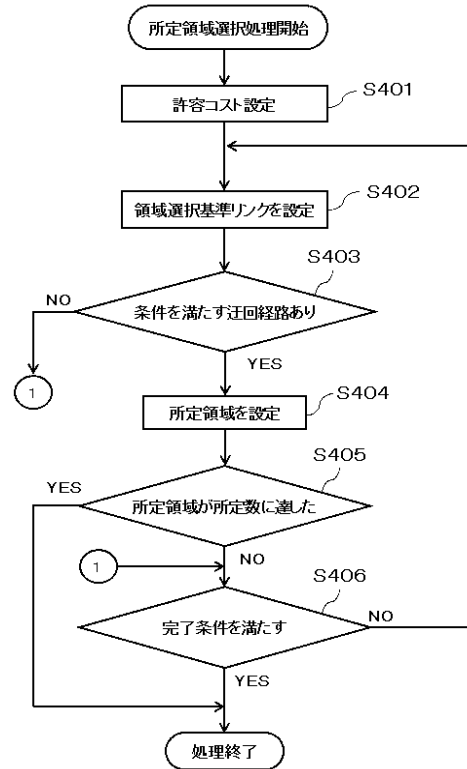 所定領域選択処理開始
許容コスト設定
S401
領域選択基準リンクを設定
S402
条件を満たす迂回経路あり
S403
NO
YES
1
所定領域を設定
S404
所定領域が所定数に達した
S405
YES
NO
1
完了条件を満たす
S406
NO
YES
処理終了